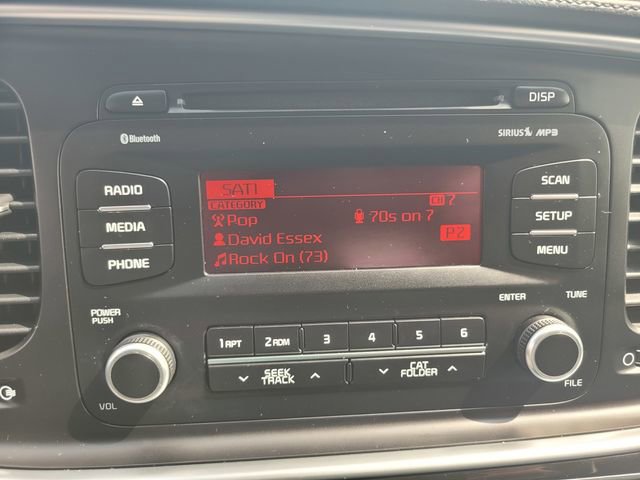 DISP
Bluetooth
SIRIUS MP3
RADIO
MEDIA
PHONE
SAT1
CATEGORY
CH 7
Pop
70s on 7
David Essex
P2
Rock On (73)
SCAN
SETUP
MENU
POWER
PUSH
VOL
1 RPT
2 RDM
3
4
5
6
SEEK
TRACK
CAT
FOLDER
ENTER
TUNE
FILE